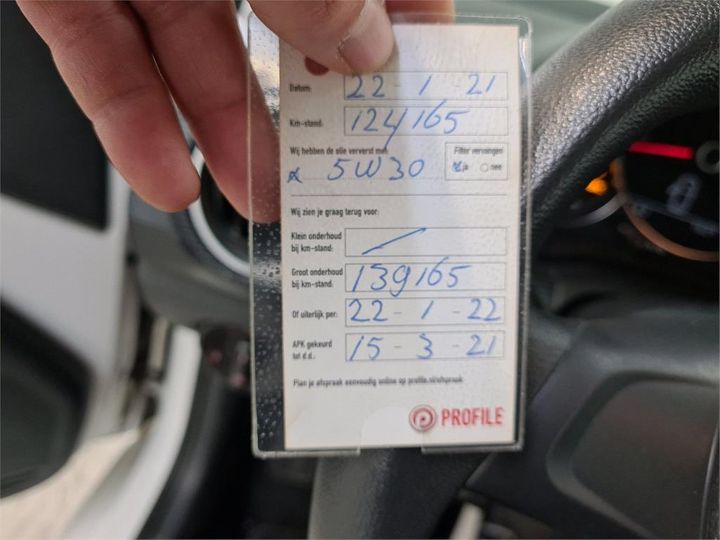 Datum: 22 - 1 - 21
Km-stand: 124165
Wij hebben de olie ververst met: Filter vervangen
5W30 ja nee
Wij zien je graag terug voor:
Klein onderhoud
bij km-stand:
Groot onderhoud
bij km-stand: 139165
Of uiterlijk per: 22 - 1 - 22
APK gekeurd
tot d.d.: 15 - 3 - 21
Plan je afspraak eenvoudig online op profile.nl/afspraak
PROFILE